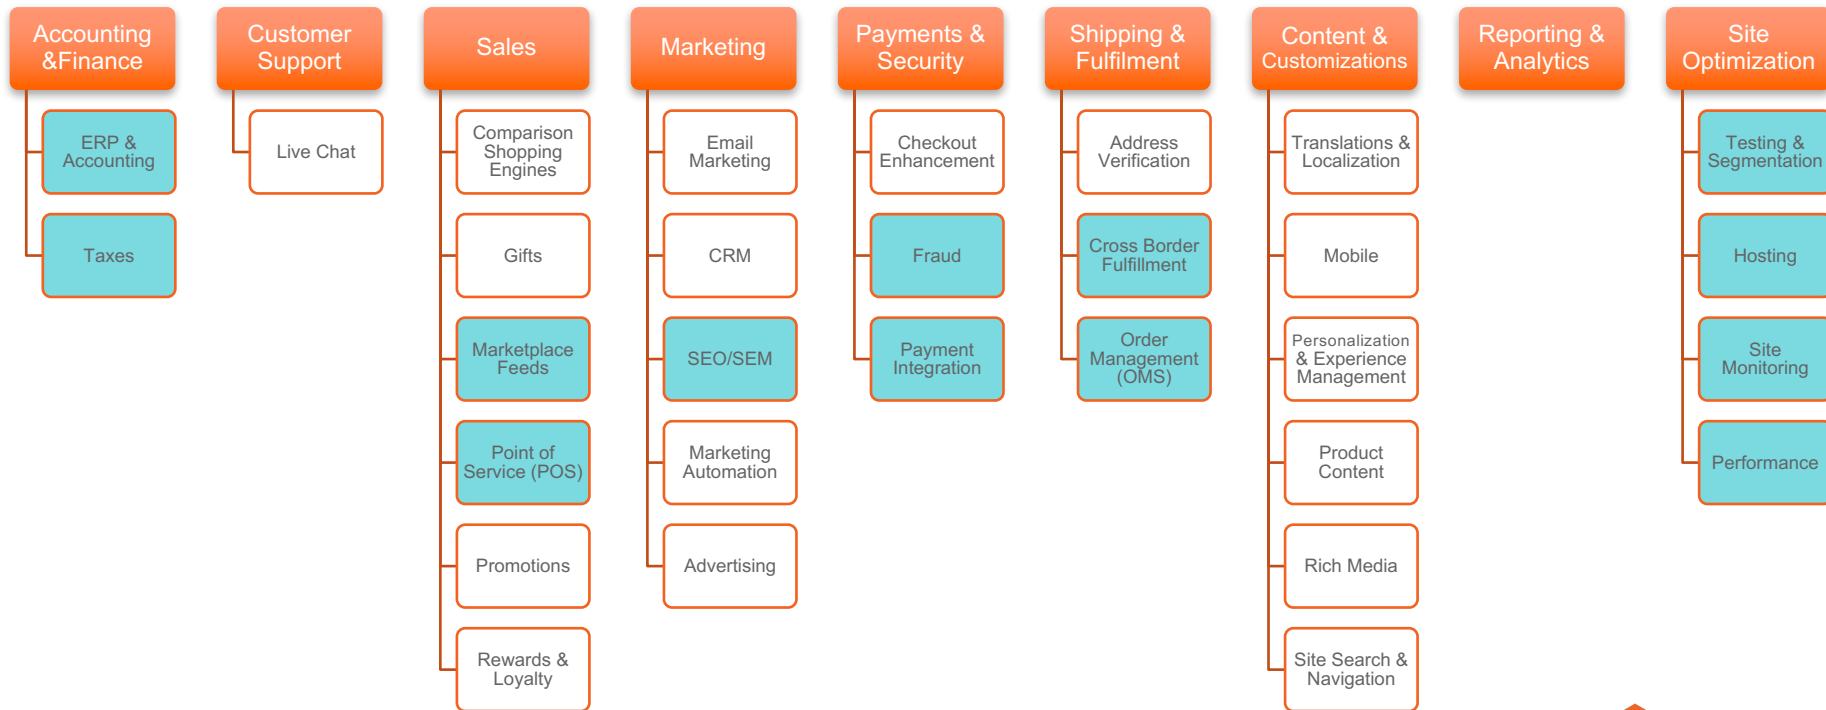 Accounting
&Finance
ERP &
Accounting
Taxes
Customer
Support
Live Chat
Sales
Comparison
Shopping
Engines
Gifts
Marketplace
Feeds
Point of
Service (POS)
Promotions
Rewards &
Loyalty
Marketing
Email
Marketing
CRM
SEO/SEM
Marketing
Automation
Advertising
Payments &
Security
Checkout
Enhancement
Fraud
Payment
Integration
Shipping &
Fulfilment
Address
Verification
Cross Border
Fulfillment
Order
Management
(OMS)
Content &
Customizations
Translations &
Localization
Mobile
Personalization
& Experience
Management
Product
Content
Rich Media
Site Search &
Navigation
Reporting &
Analytics
Site
Optimization
Testing &
Segmentation
Hosting
Site
Monitoring
Performance